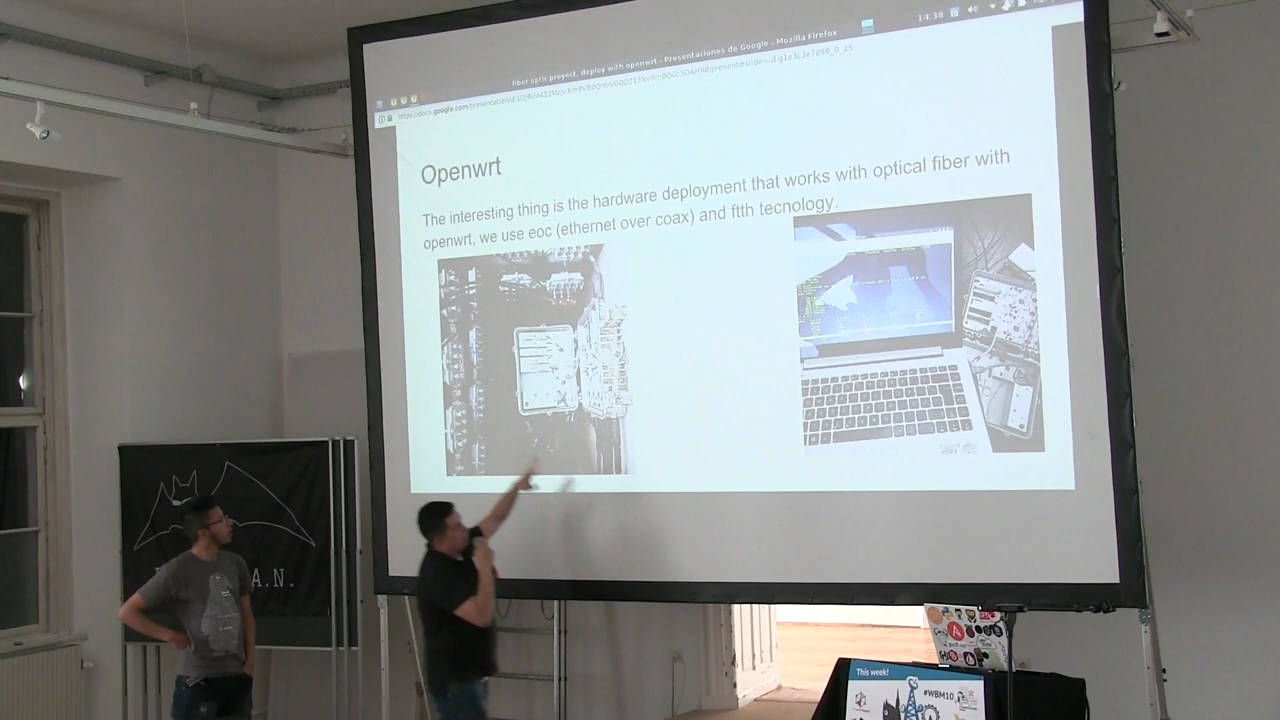 14:38
fiber optic proyect, deploy with openwrt - Presentaciones de Google - Mozilla Firefox
Openwrt
The interesting thing is the hardware deployment that works with optical fiber with
openwrt, we use eoc (ethernet over coax) and ftth tecnology.
A.N.
This week!
#WBM10